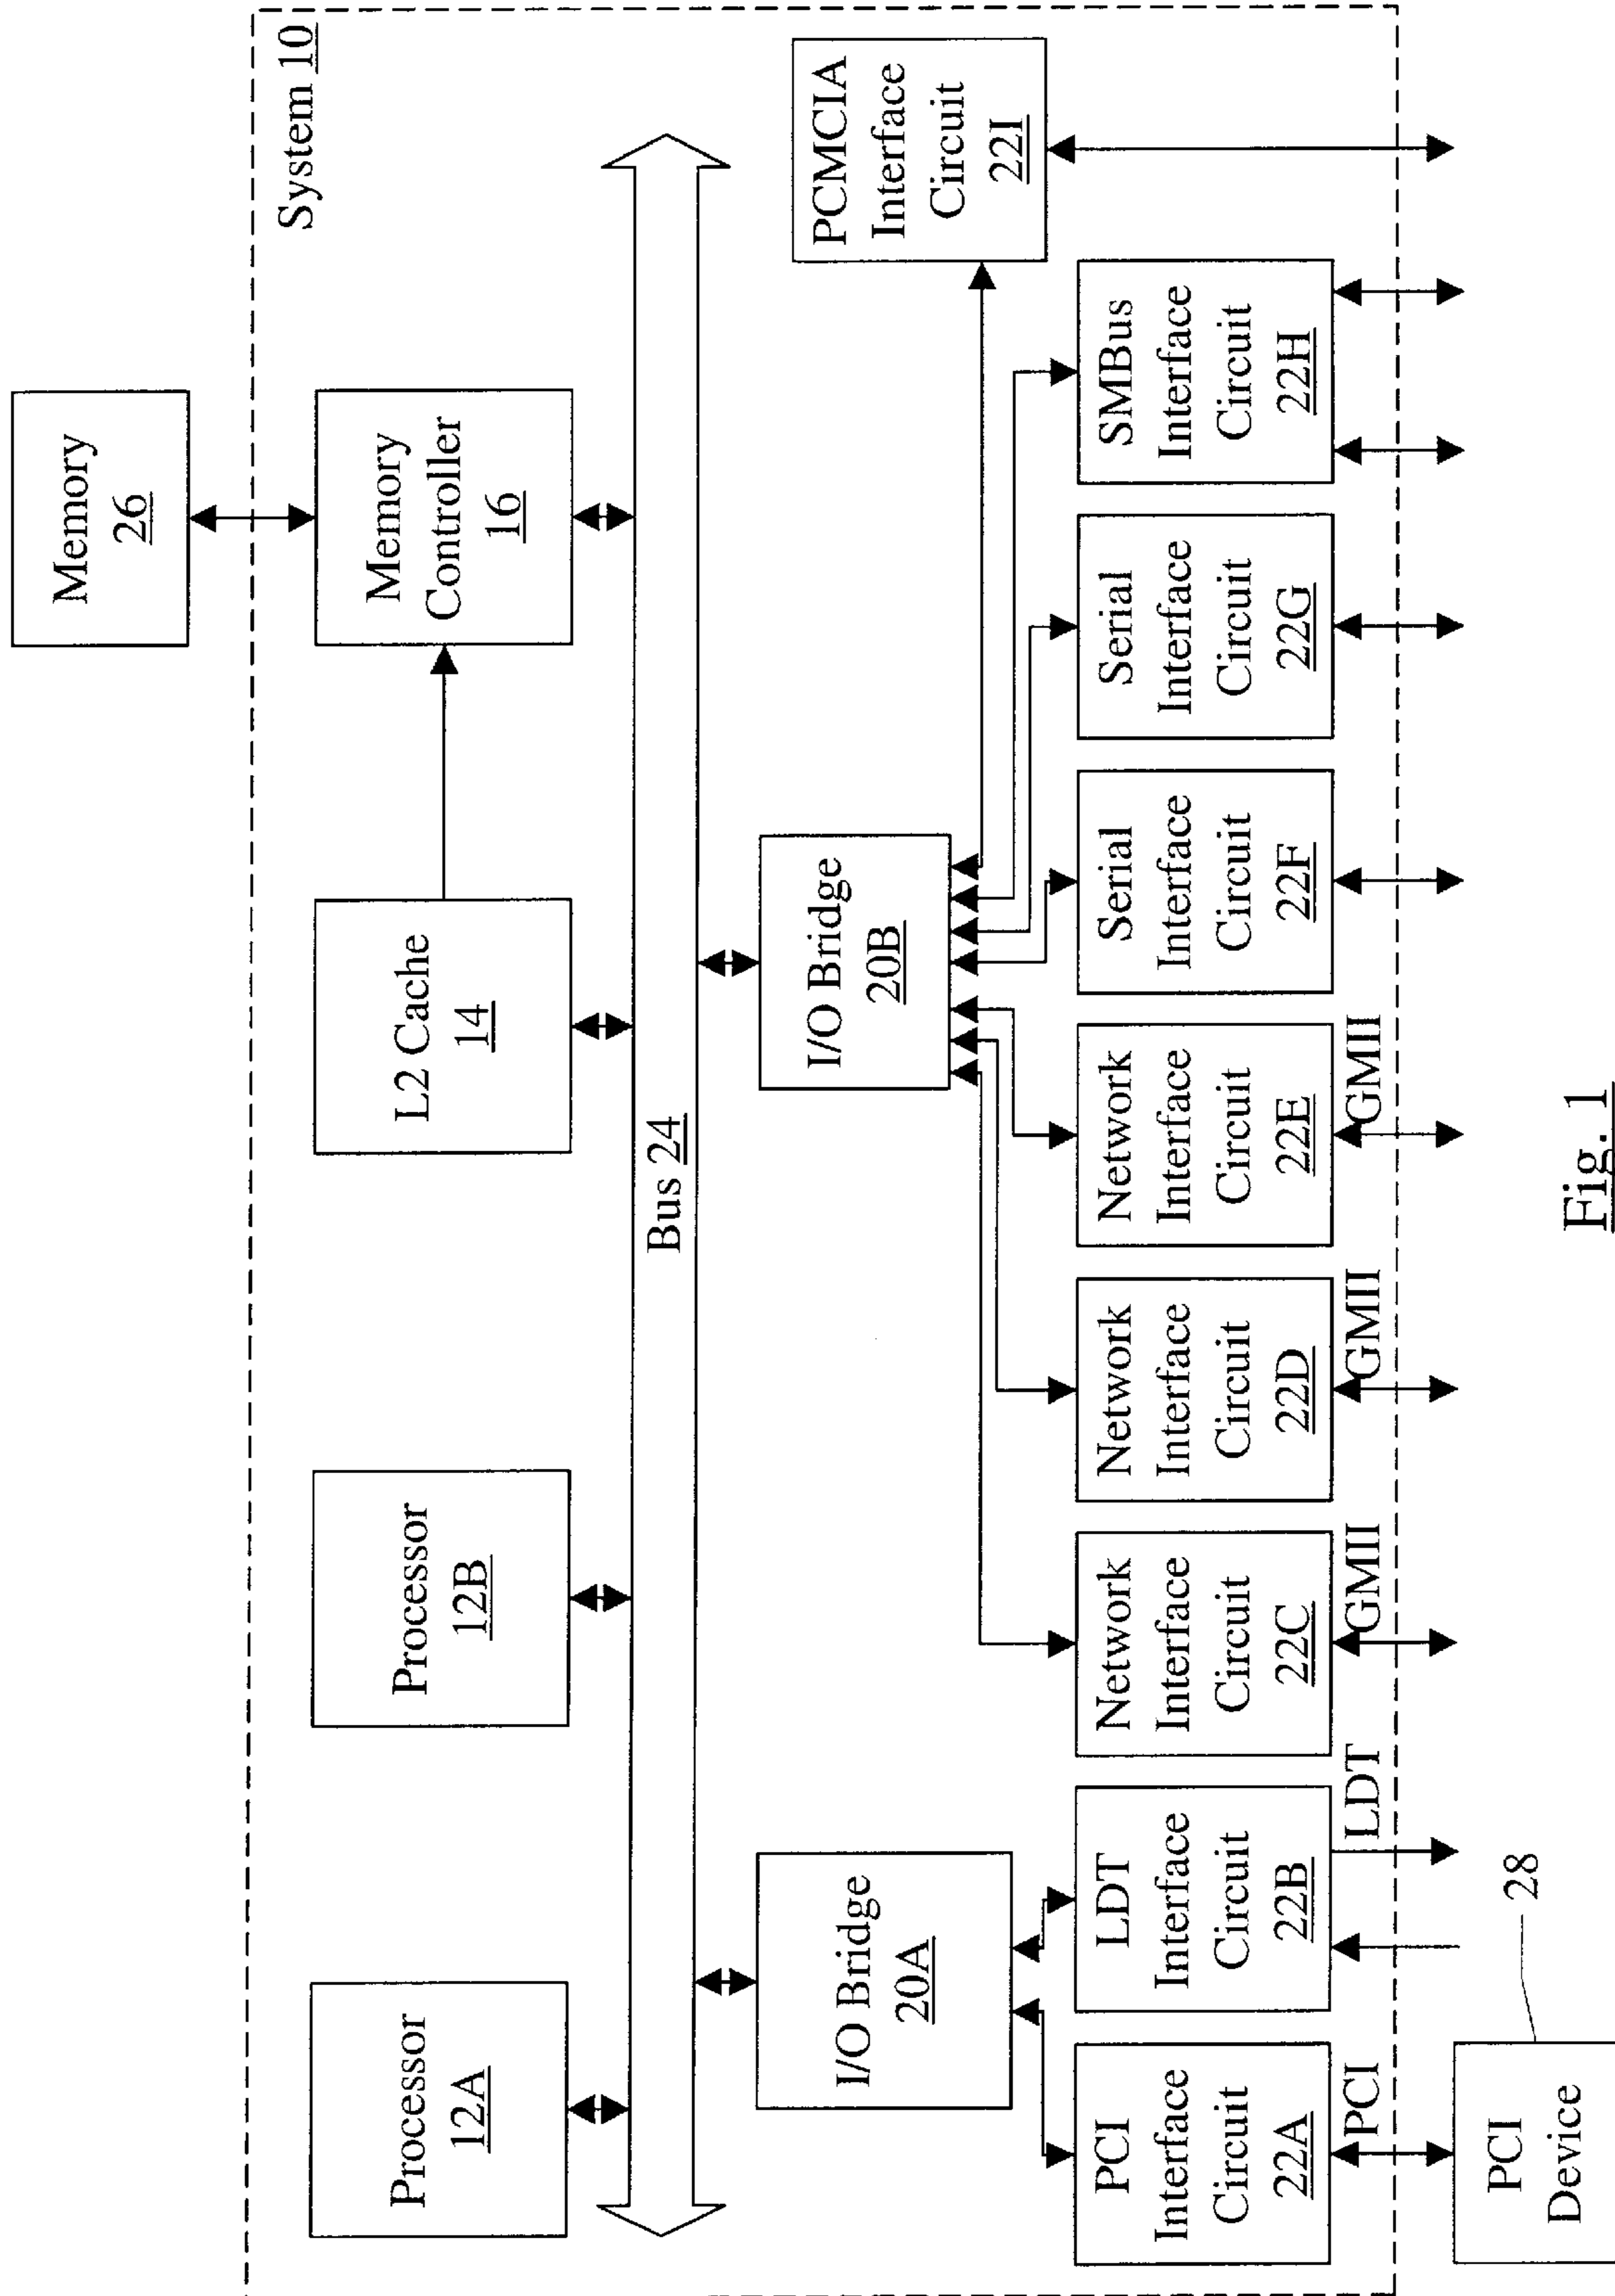 System 10
Memory
26
Processor
12A
Processor
12B
L2 Cache
14
Memory
Controller
16
Bus 24
I/O Bridge
20A
I/O Bridge
20B
PCMCIA
Interface
Circuit
22I
PCI
Interface
Circuit
22A
LDT
Interface
Circuit
22B
Network
Interface
Circuit
22C
Network
Interface
Circuit
22D
Network
Interface
Circuit
22E
Serial
Interface
Circuit
22F
Serial
Interface
Circuit
22G
SMBus
Interface
Circuit
22H
PCI
LDT
GMII
GMII
GMII
PCI
Device
28
Fig. 1